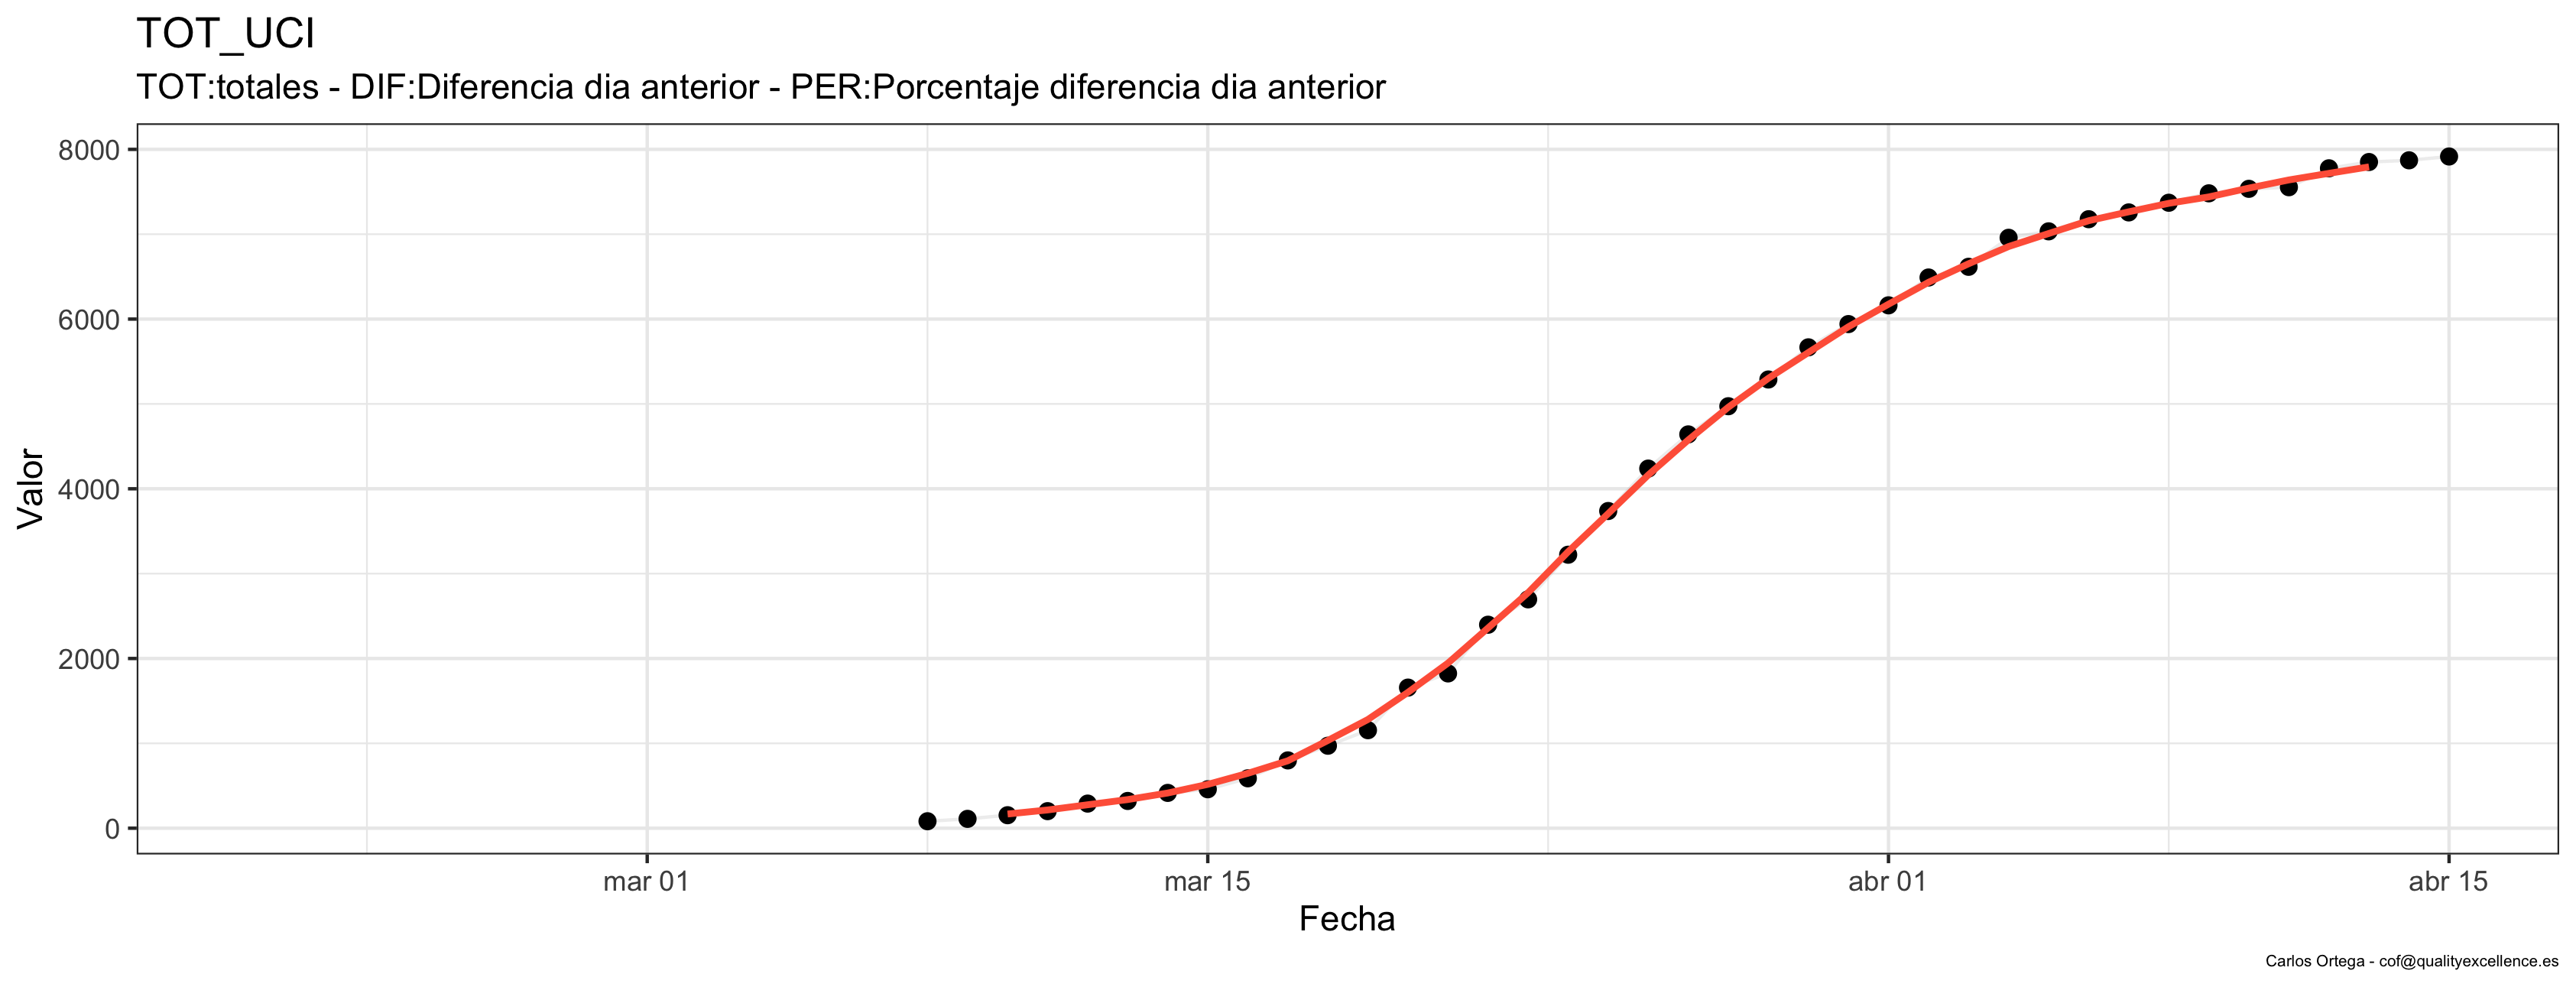 TOT_UCI
TOT:totales - DIF:Diferencia dia anterior - PER:Porcentaje diferencia dia anterior
8000
6000
4000
2000
0
Valor
mar 01
mar 15
abr 01
abr 15
Fecha
Carlos Ortega - cof@qualityexcellence.es